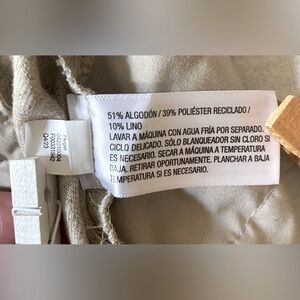 51% ALGODÓN / 39% POLIÉSTER RECICLADO /
10% LINO
LAVAR A MÁQUINA CON AGUA FRÍA POR SEPARADO.
CICLO DELICADO. SÓLO BLANQUEADOR SIN CLORO SI
ES NECESARIO. SECAR A MÁQUINA A TEMPERATURA
BAJA. RETIRAR OPORTUNAMENTE. PLANCHAR A BAJA
TEMPERATURA SI ES NECESARIO.
Target